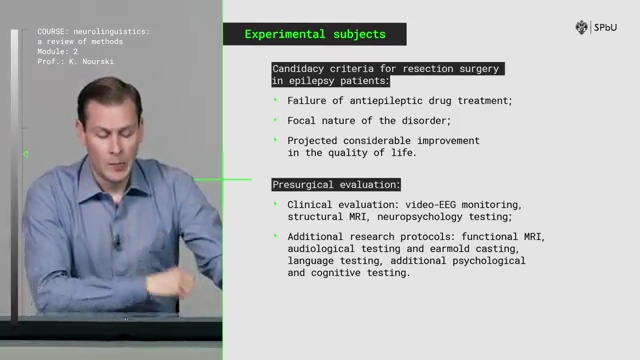 COURSE: neurolinguistics:
a review of methods
Module: 2
Prof.: K. Nourski
Experimental subjects
SPbU
Candidacy criteria for resection surgery
in epilepsy patients:
Failure of antiepileptic drug treatment;
Focal nature of the disorder;
Projected considerable improvement
in the quality of life.
Presurgical evaluation:
Clinical evaluation: video-EEG monitoring,
structural MRI, neuropsychology testing;
Additional research protocols: functional MRI,
audiological testing and earmold casting,
language testing, additional psychological
and cognitive testing.